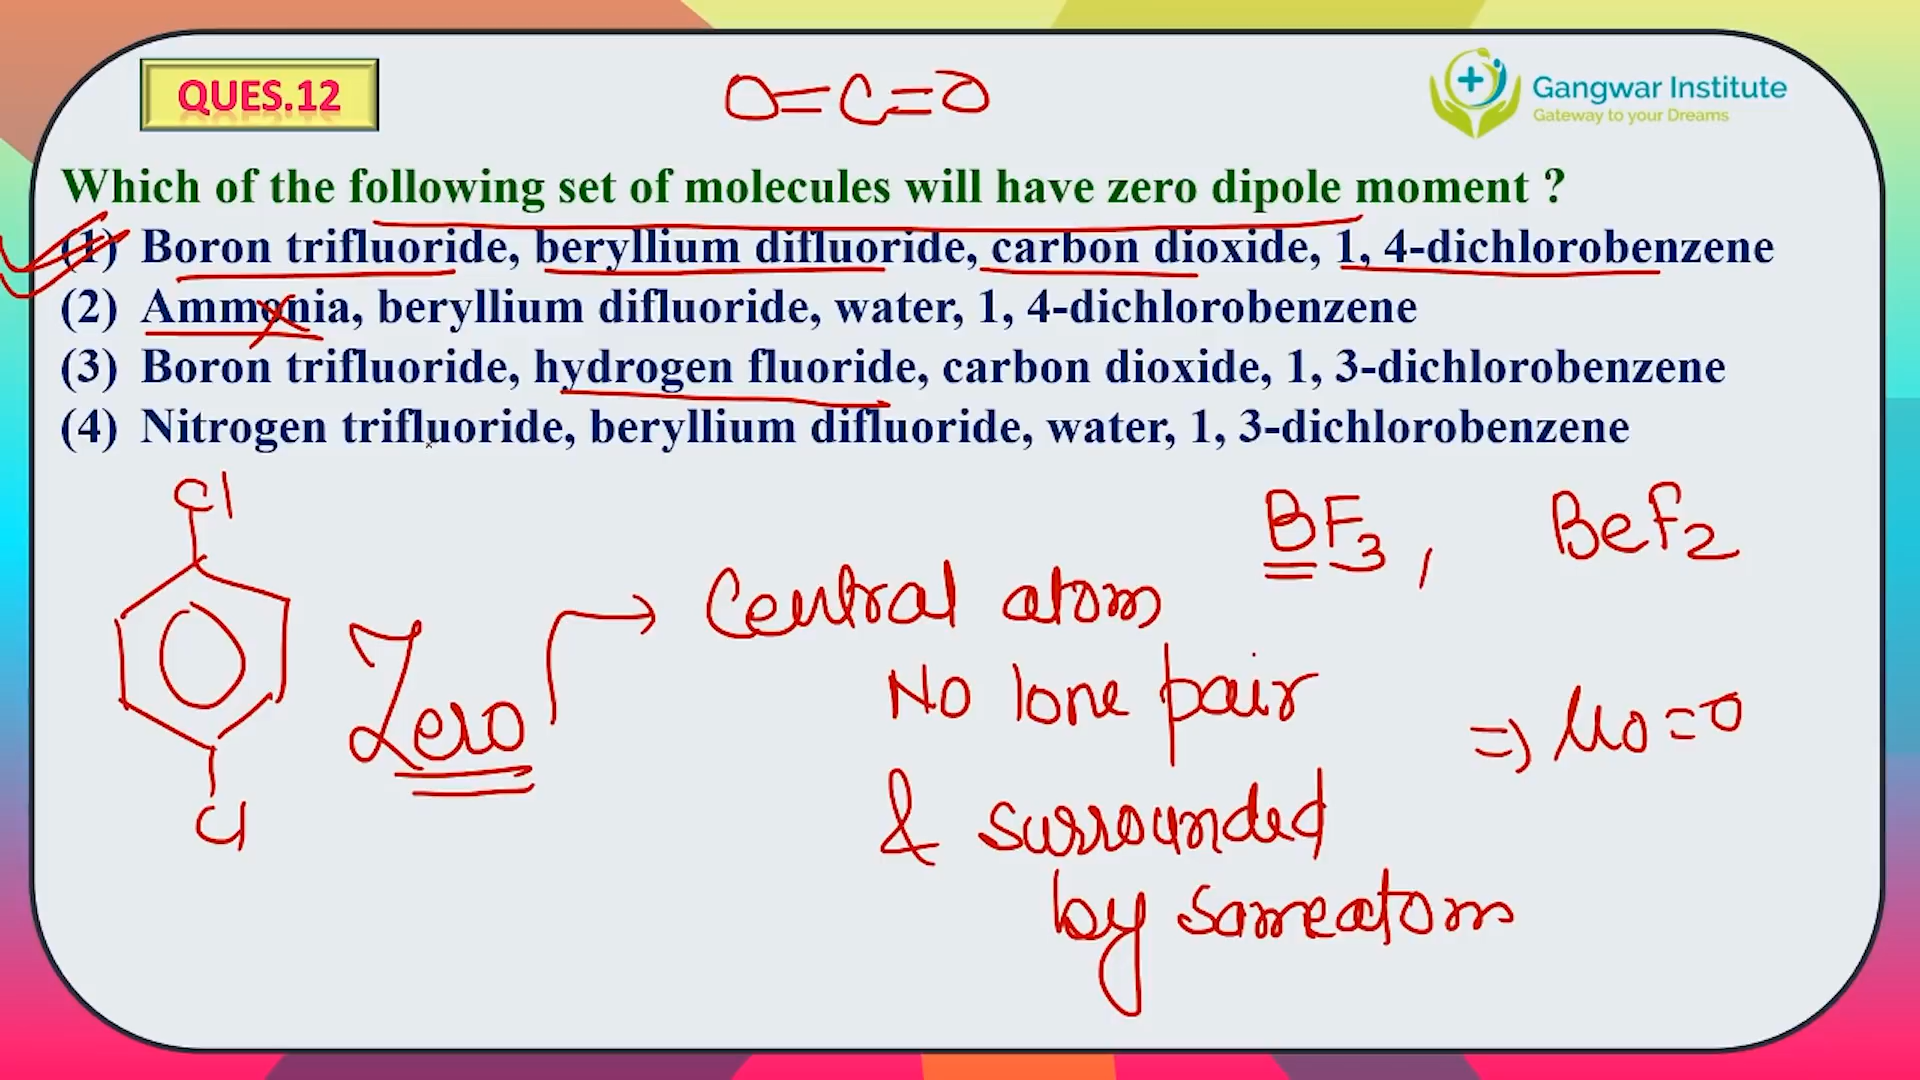 QUES.12
O=C=O
Gangwar Institute
Gateway to your Dreams
Which of the following set of molecules will have zero dipole moment ?
(1) Boron trifluoride, beryllium difluoride, carbon dioxide, 1, 4-dichlorobenzene
(2) Ammonia, beryllium difluoride, water, 1, 4-dichlorobenzene
(3) Boron trifluoride, hydrogen fluoride, carbon dioxide, 1, 3-dichlorobenzene
(4) Nitrogen trifluoride, beryllium difluoride, water, 1, 3-dichlorobenzene
Cl
BF3, BeF2
Zero → Central atom
No lone pair
⇒ μ0=0
& surrounded
Cl
by same atom